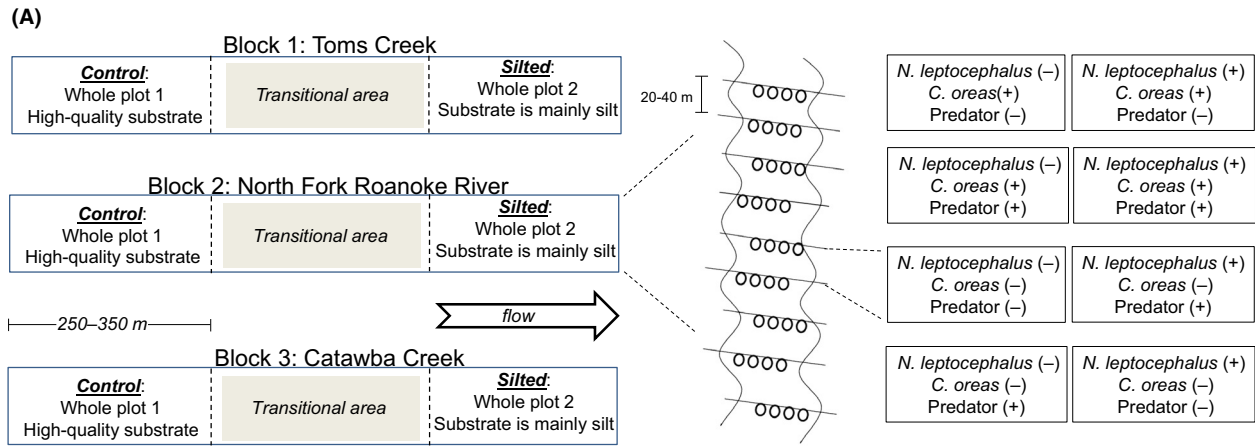 (A)
Block 1: Toms Creek
Control:
Whole plot 1
High-quality substrate
Transitional area
Silted:
Whole plot 2
Substrate is mainly silt
Block 2: North Fork Roanoke River
Control:
Whole plot 1
High-quality substrate
Transitional area
Silted:
Whole plot 2
Substrate is mainly silt
250–350 m
flow
Block 3: Catawba Creek
Control:
Whole plot 1
High-quality substrate
Transitional area
Silted:
Whole plot 2
Substrate is mainly silt
20-40 m
N. leptocephalus (–)
C. oreas(+)
Predator (–)
N. leptocephalus (+)
C. oreas (+)
Predator (–)
N. leptocephalus (–)
C. oreas (+)
Predator (+)
N. leptocephalus (+)
C. oreas (+)
Predator (+)
N. leptocephalus (–)
C. oreas (–)
Predator (–)
N. leptocephalus (+)
C. oreas (–)
Predator (+)
N. leptocephalus (–)
C. oreas (–)
Predator (+)
N. leptocephalus (+)
C. oreas (–)
Predator (–)